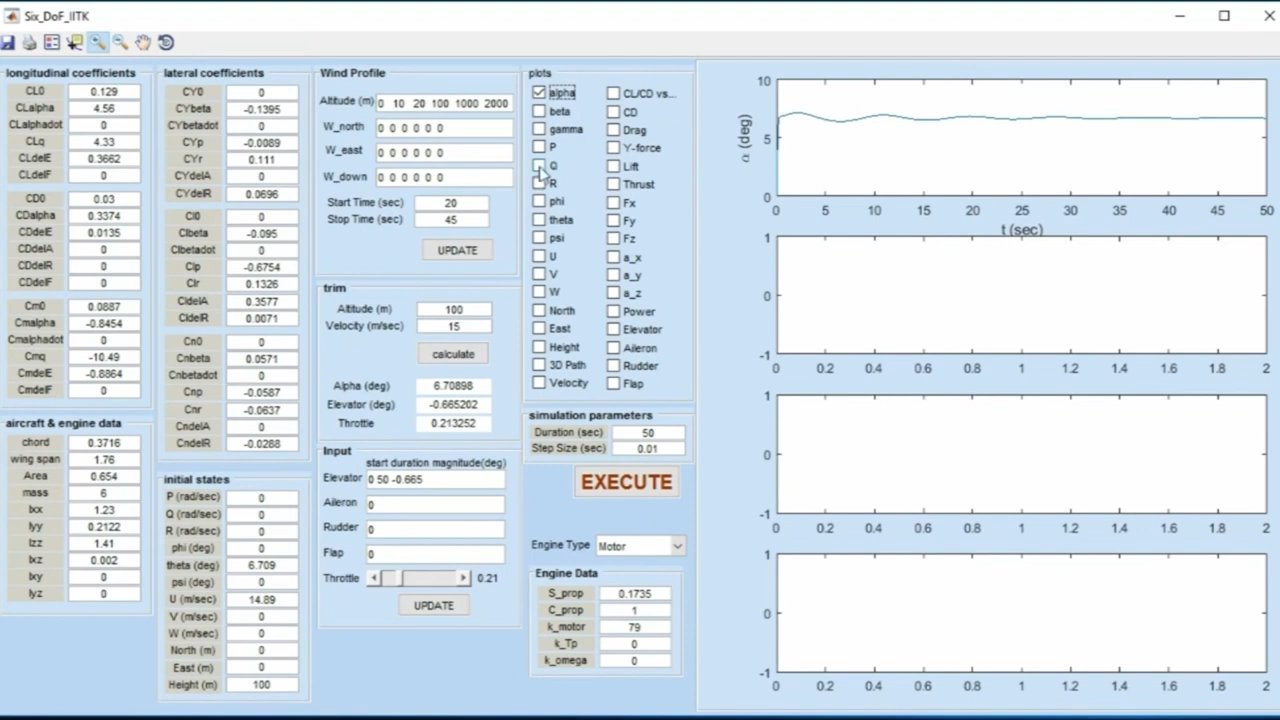 Six_DoF_IITK
longitudinal coefficients
CL0 0.129
CLalpha 4.56
CLalphadot 0
CLq 4.33
CLdelE 0.3662
CLdelF 0
CD0 0.03
CDalpha 0.3374
CDdelE 0.0135
CDdelA 0
CDdelR 0
CDdelF 0
Cm0 0.0887
Cmalpha -0.8454
Cmalphadot 0
Cmq -10.49
CmdelE -0.8864
CmdelF 0
aircraft & engine data
chord 0.3716
wing span 1.76
Area 0.654
mass 6
Ixx 1.23
Iyy 0.2122
Izz 1.41
Ixz 0.002
Ixy 0
Iyz 0
lateral coefficients
CY0 0
CYbeta -0.1395
CYbetadot 0
CYp -0.0089
CYr 0.111
CYdelA 0
CYdelR 0.0696
Cl0 0
Clbeta -0.095
Clbetadot 0
Clp -0.6754
Clr 0.1326
CldelA 0.3577
CldelR 0.0071
Cn0 0
Cnbeta 0.0571
Cnbetadot 0
Cnp -0.0587
Cnr -0.0637
CndelA 0
CndelR -0.0288
initial states
P (rad/sec) 0
Q (rad/sec) 0
R (rad/sec) 0
phi (deg) 0
theta (deg) 6.709
psi (deg) 0
U (m/sec) 14.89
V (m/sec) 0
W (m/sec) 0
North (m) 0
East (m) 0
Height (m) 100
Wind Profile
Altitude (m) 0 10 20 100 1000 2000
W_north 0 0 0 0 0 0
W_east 0 0 0 0 0 0
W_down 0 0 0 0 0 0
Start Time (sec) 20
Stop Time (sec) 45
UPDATE
trim
Altitude (m) 100
Velocity (m/sec) 15
calculate
Alpha (deg) 6.70898
Elevator (deg) -0.665202
Throttle 0.213252
Input
start duration magnitude(deg)
Elevator 0 50 -0.665
Aileron 0
Rudder 0
Flap 0
Throttle 0.21
UPDATE
plots
alpha CL/CD vs...
beta CD
gamma Drag
P Y-force
Q Lift
R Thrust
phi Fx
theta Fy
psi Fz
U a_x
V a_y
W a_z
North Power
East Elevator
Height Aileron
3D Path Rudder
Velocity Flap
simulation parameters
Duration (sec) 50
Step Size (sec) 0.01
EXECUTE
Engine Type Motor
Engine Data
S_prop 0.1735
C_prop 1
k_motor 79
k_Tp 0
k_omega 0
10
5
0
α (deg)
0 5 10 15 20 25 30 35 40 45 50
t (sec)
1
0
-1
0 0.2 0.4 0.6 0.8 1 1.2 1.4 1.6 1.8 2
1
0
-1
0 0.2 0.4 0.6 0.8 1 1.2 1.4 1.6 1.8 2
1
0
-1
0 0.2 0.4 0.6 0.8 1 1.2 1.4 1.6 1.8 2